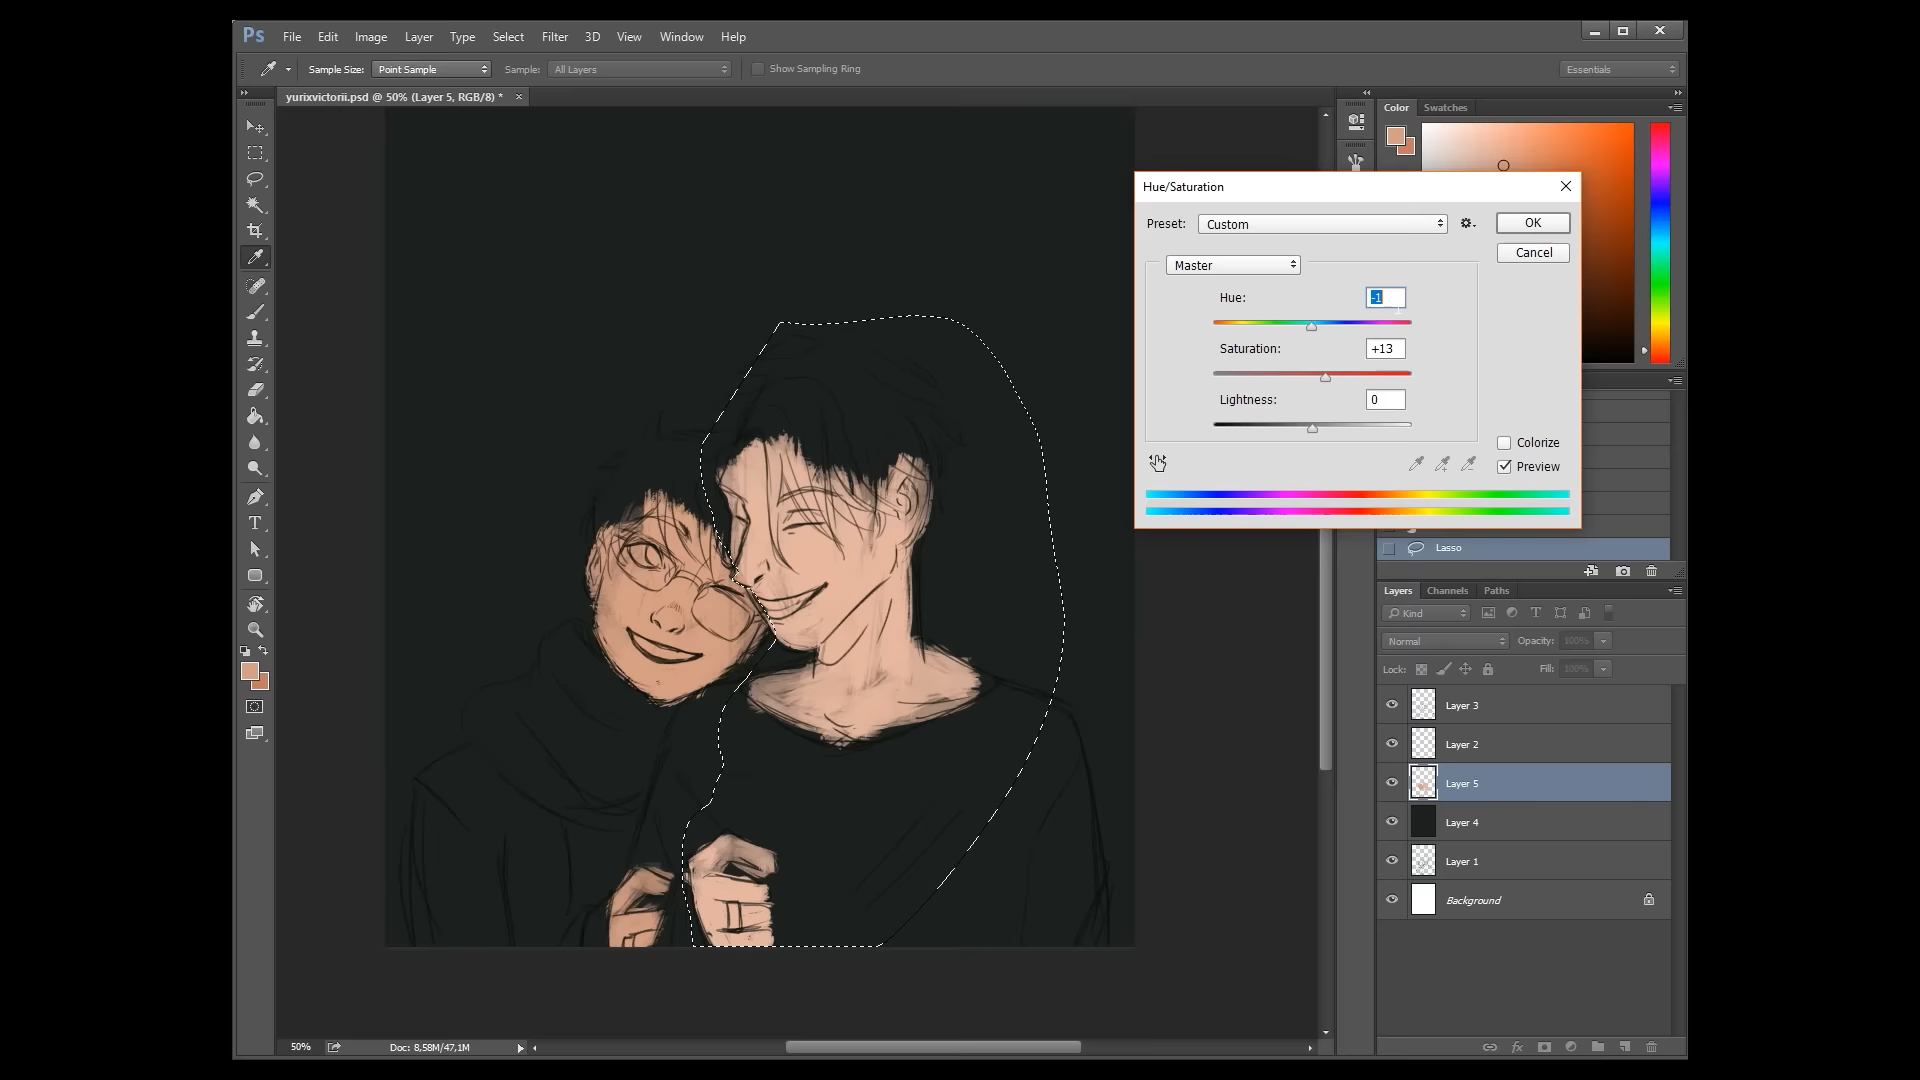 Ps File Edit Image Layer Type Select Filter 3D View Window Help
Sample Size: Point Sample Sample: All Layers Show Sampling Ring Essentials
yurixvictorii.psd @ 50% (Layer 5, RGB/8) * ×
Color Swatches
Hue/Saturation
Preset: Custom OK
Cancel
Master
Hue: -1
Saturation: +13
Lightness: 0
Colorize
Preview
Lasso
Layers Channels Paths
Kind T
Normal Opacity: 100%
Lock: Fill: 100%
Layer 3
Layer 2
Layer 5
Layer 4
Layer 1
Background
T
50% Doc: 8,58M/47,1M
fx